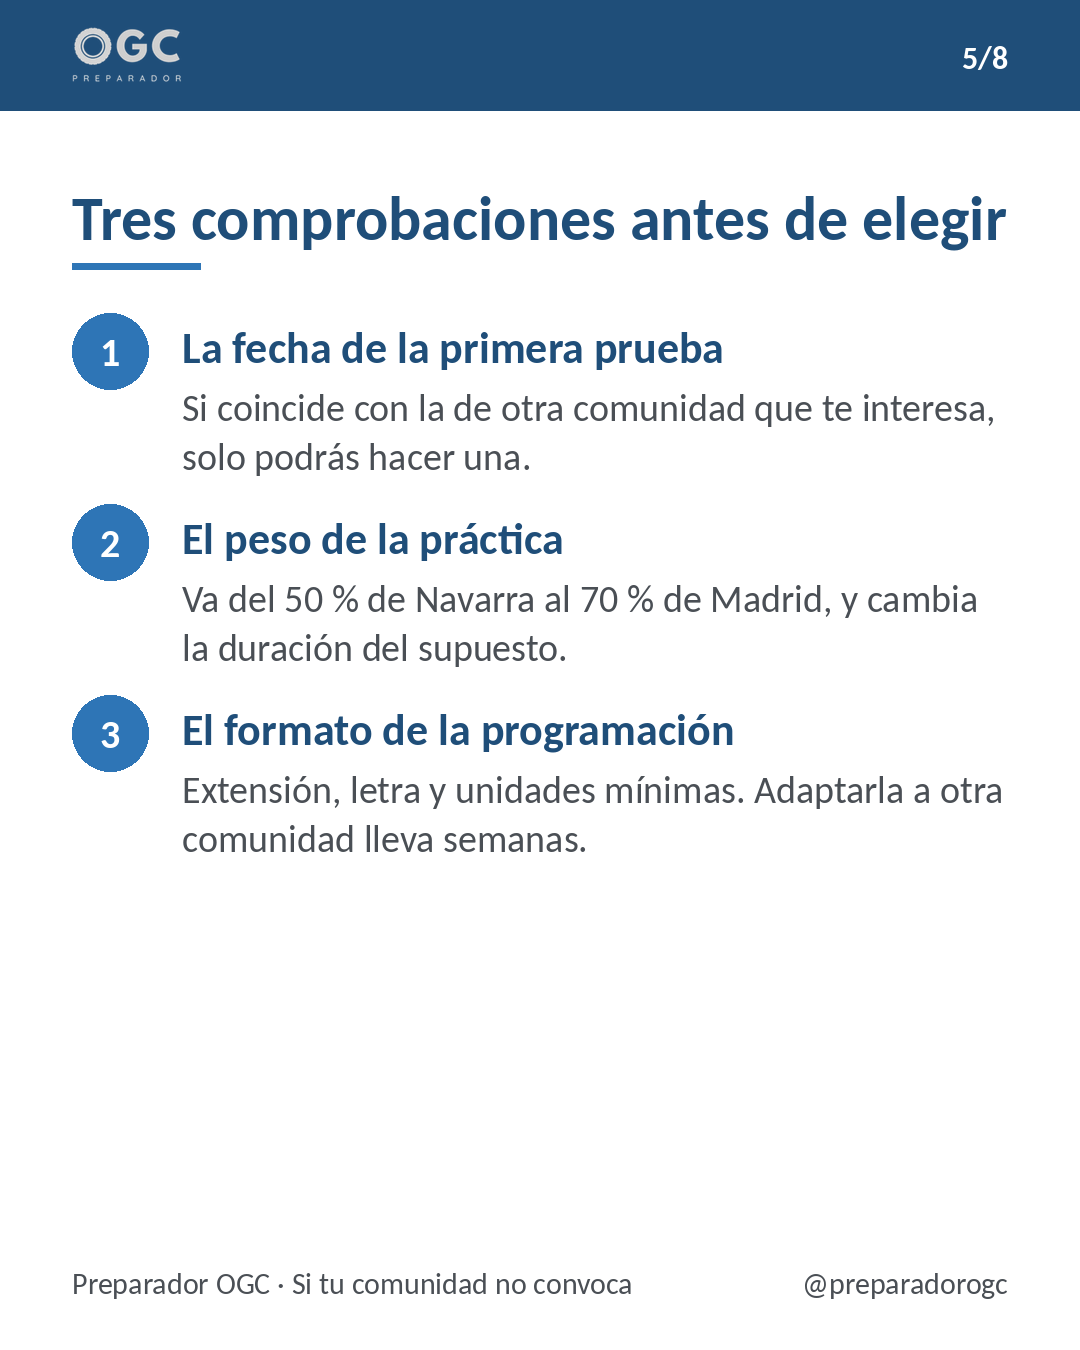 OGC
PREPARADOR
5/8
Tres comprobaciones antes de elegir
1
La fecha de la primera prueba
Si coincide con la de otra comunidad que te interesa,
solo podrás hacer una.
2
El peso de la práctica
Va del 50 % de Navarra al 70 % de Madrid, y cambia
la duración del supuesto.
3
El formato de la programación
Extensión, letra y unidades mínimas. Adaptarla a otra
comunidad lleva semanas.
Preparador OGC · Si tu comunidad no convoca
@preparadorogc